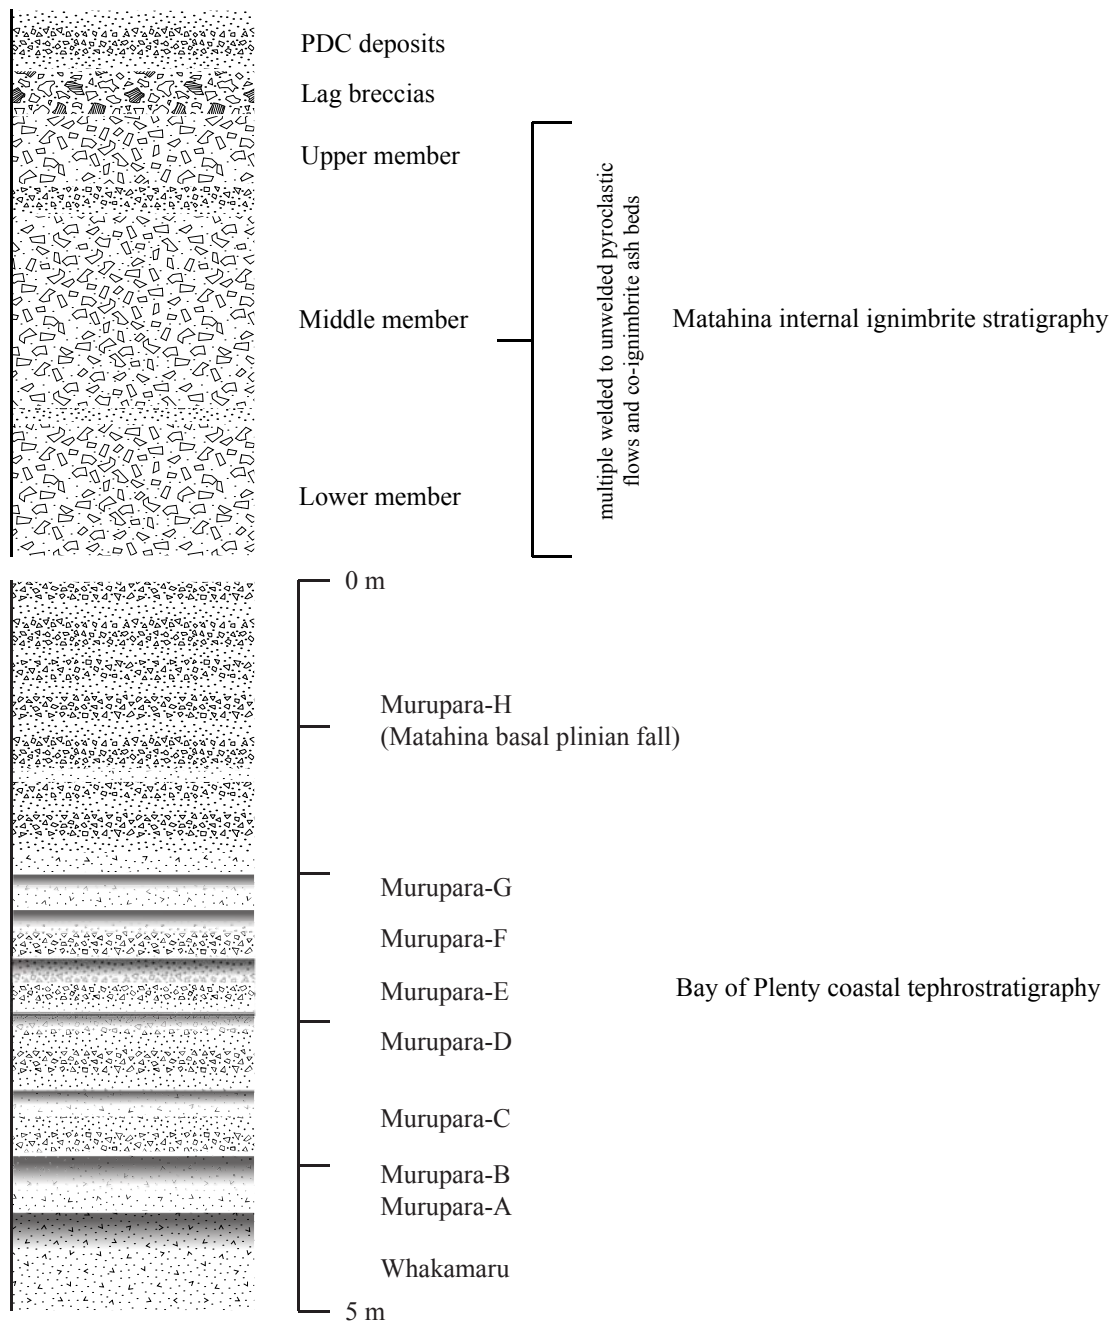 PDC deposits
Lag breccias
Upper member
Middle member
Lower member
multiple welded to unwelded pyroclastic
flows and co-ignimbrite ash beds
Matahina internal ignimbrite stratigraphy
0 m
Murupara-H
(Matahina basal plinian fall)
Murupara-G
Murupara-F
Murupara-E
Murupara-D
Murupara-C
Murupara-B
Murupara-A
Whakamaru
5 m
Bay of Plenty coastal tephrostratigraphy